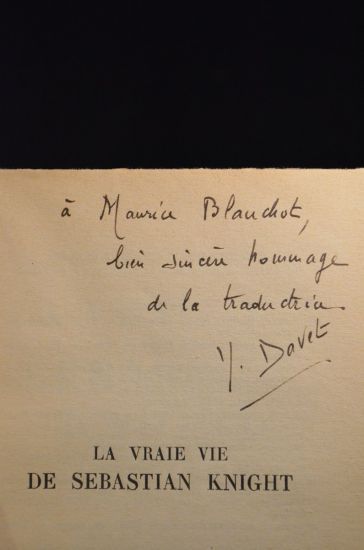 à Maurice Blanchot,
bien sincère hommage
de la traductrice
Y. Davet
LA VRAIE VIE
DE SEBASTIAN KNIGHT